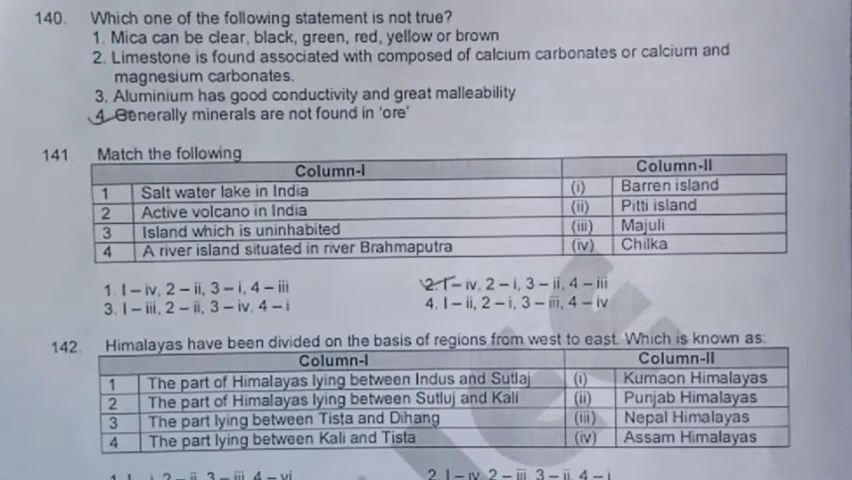 140. Which one of the following statement is not true?
1. Mica can be clear, black, green, red, yellow or brown
2. Limestone is found associated with composed of calcium carbonates or calcium and
magnesium carbonates.
3. Aluminium has good conductivity and great malleability
4. Generally minerals are not found in 'ore'
141 Match the following
Column-I Column-II
1 Salt water lake in India (i) Barren island
2 Active volcano in India (ii) Pitti island
3 Island which is uninhabited (iii) Majuli
4 A river island situated in river Brahmaputra (iv) Chilka
1. I – iv, 2 – ii, 3 – i, 4 – iii 2. I – iv, 2 – i, 3 – ii, 4 – iii
3. I – iii, 2 – ii, 3 – iv, 4 – i 4. I – ii, 2 – i, 3 – iii, 4 – iv
142 Himalayas have been divided on the basis of regions from west to east. Which is known as:
Column-I Column-II
1 The part of Himalayas lying between Indus and Sutlaj (i) Kumaon Himalayas
2 The part of Himalayas lying between Sutluj and Kali (ii) Punjab Himalayas
3 The part lying between Tista and Dihang (iii) Nepal Himalayas
4 The part lying between Kali and Tista (iv) Assam Himalayas
2 – ii, 3 – iii, 4 – vi 2. I – iv, 2 – iii, 3 – ii, 4 – i